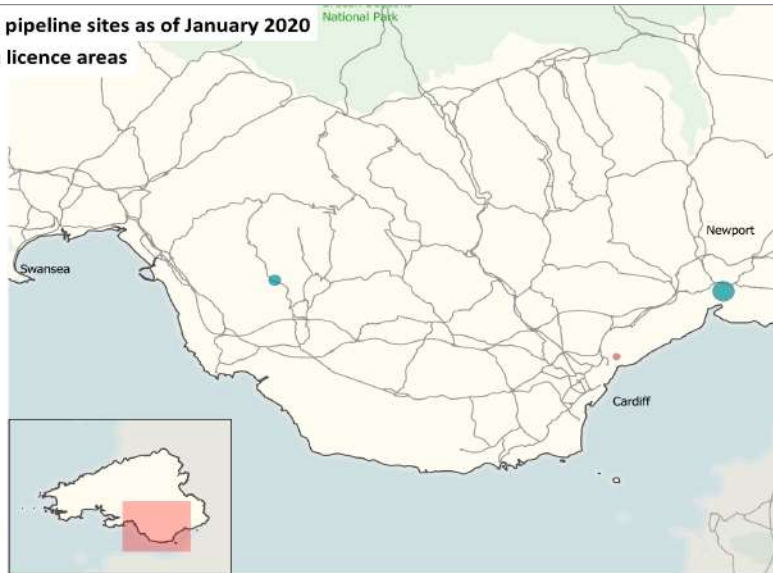 pipeline sites as of January 2020
National Park
licence areas
Newport
Swansea
Cardiff